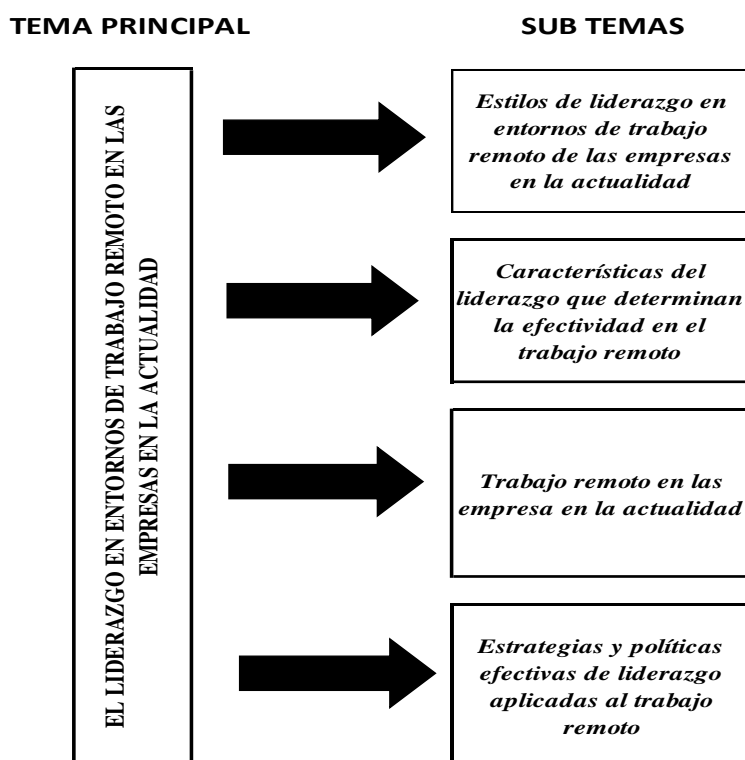 TEMA PRINCIPAL
SUB TEMAS
EL LIDERAZGO EN ENTORNOS DE TRABAJO REMOTO EN LAS
EMPRESAS EN LA ACTUALIDAD
Estilos de liderazgo en
entornos de trabajo
remoto de las empresas
en la actualidad
Características del
liderazgo que determinan
la efectividad en el
trabajo remoto
Trabajo remoto en las
empresa en la actualidad
Estrategias y políticas
efectivas de liderazgo
aplicadas al trabajo
remoto